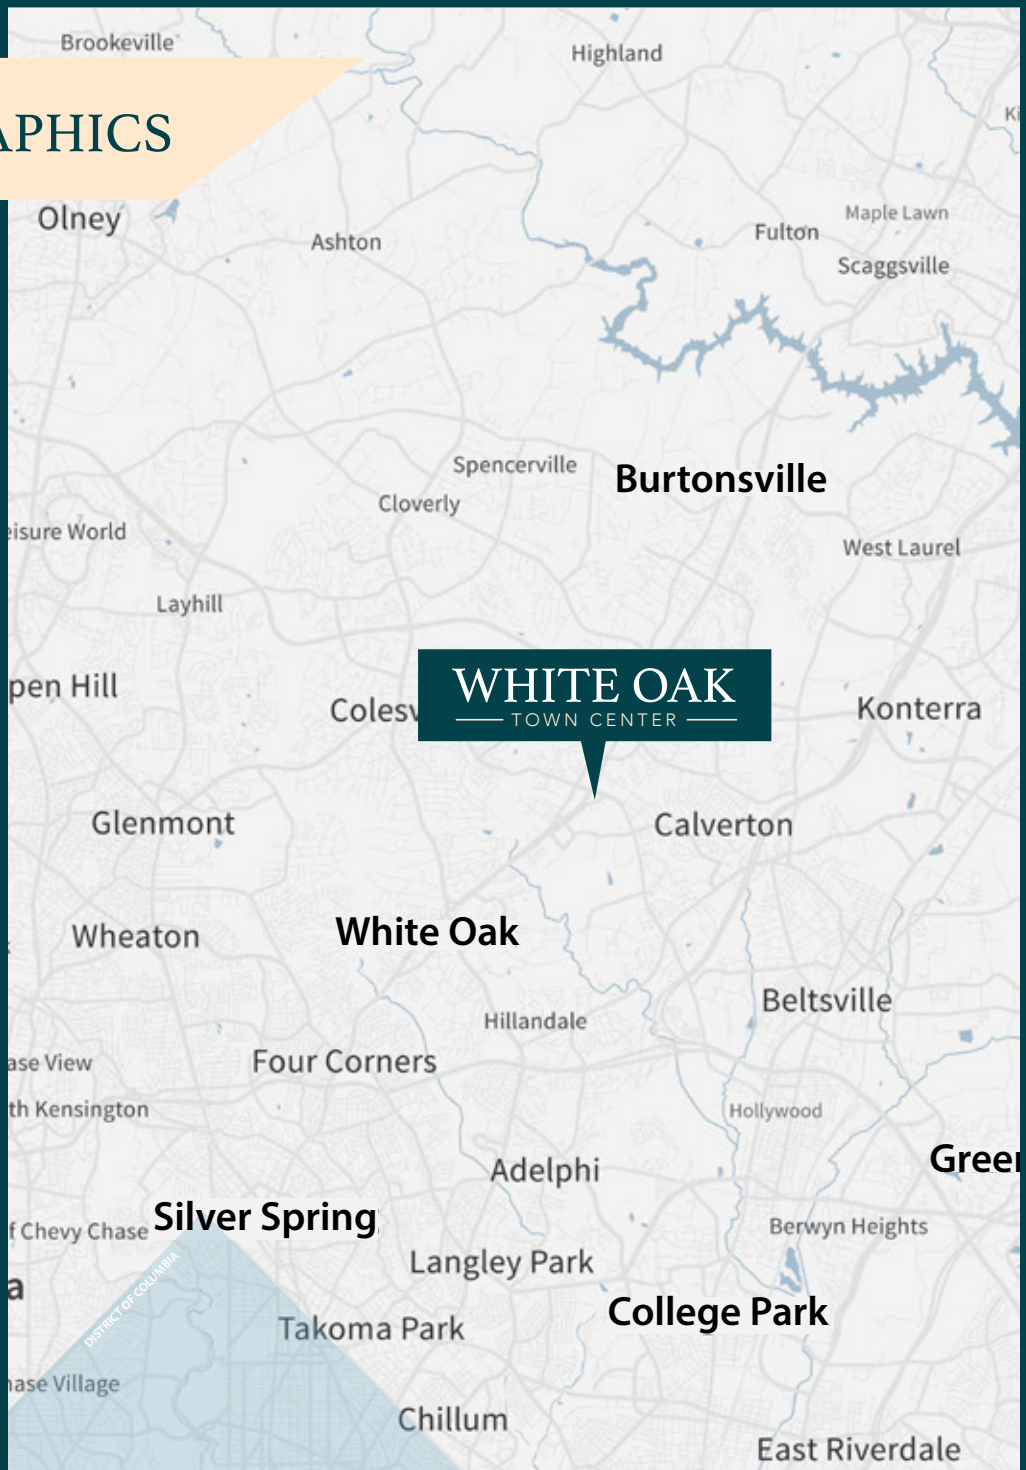 Brookeville
Highland
Ki
APHICS
Olney
Ashton
Maple Lawn
Fulton
Scaggsville
Spencerville
Burtonsville
Cloverly
eisure World
West Laurel
Layhill
pen Hill
Colesv
WHITE OAK
TOWN CENTER
Konterra
Glenmont
Calverton
Wheaton
White Oak
Beltsville
Hillandale
ase View
Four Corners
th Kensington
Hollywood
Green
Adelphi
Silver Spring
f Chevy Chase
Berwyn Heights
Langley Park
DISTRICT OF COLUMBIA
a
College Park
Takoma Park
hase Village
Chillum
East Riverdale